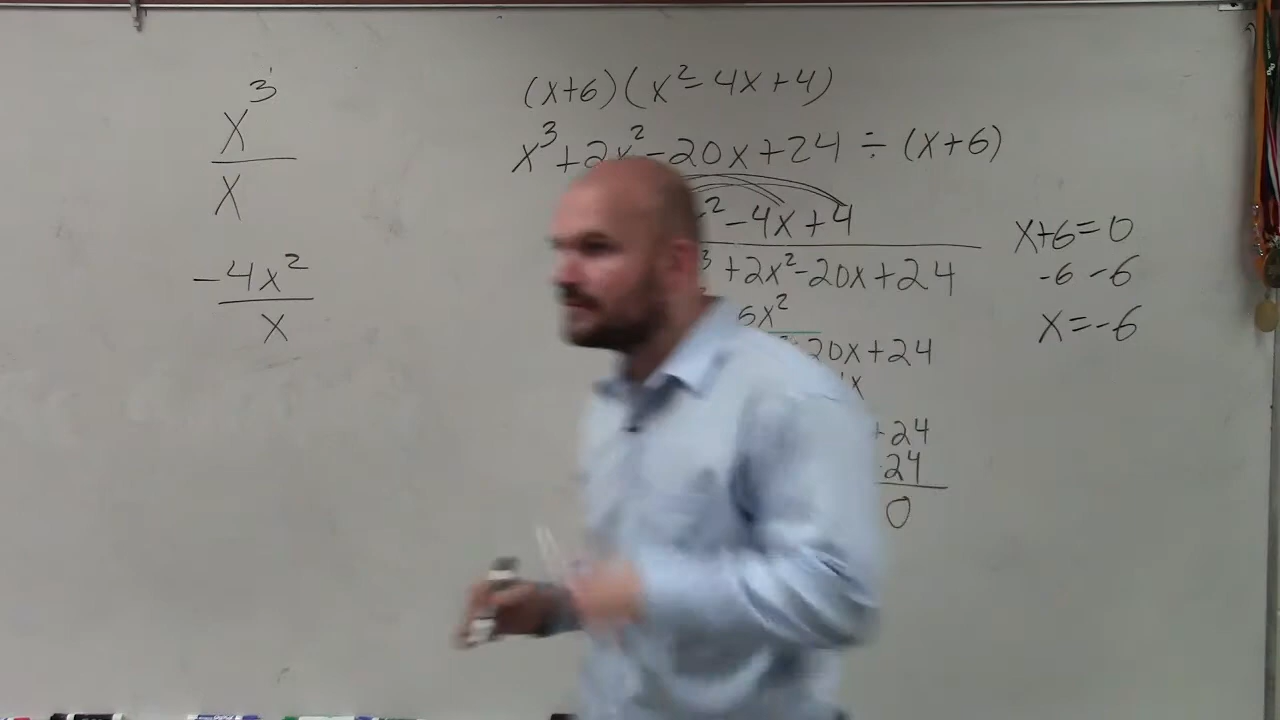 x³
x
-4x²
x
(x+6)(x²-4x+4)
x³+2x²-20x+24 ÷ (x+6)
²-4x+4
³+2x²-20x+24
6x²
20x+24
x
+24
24
0
x+6=0
-6 -6
x=-6